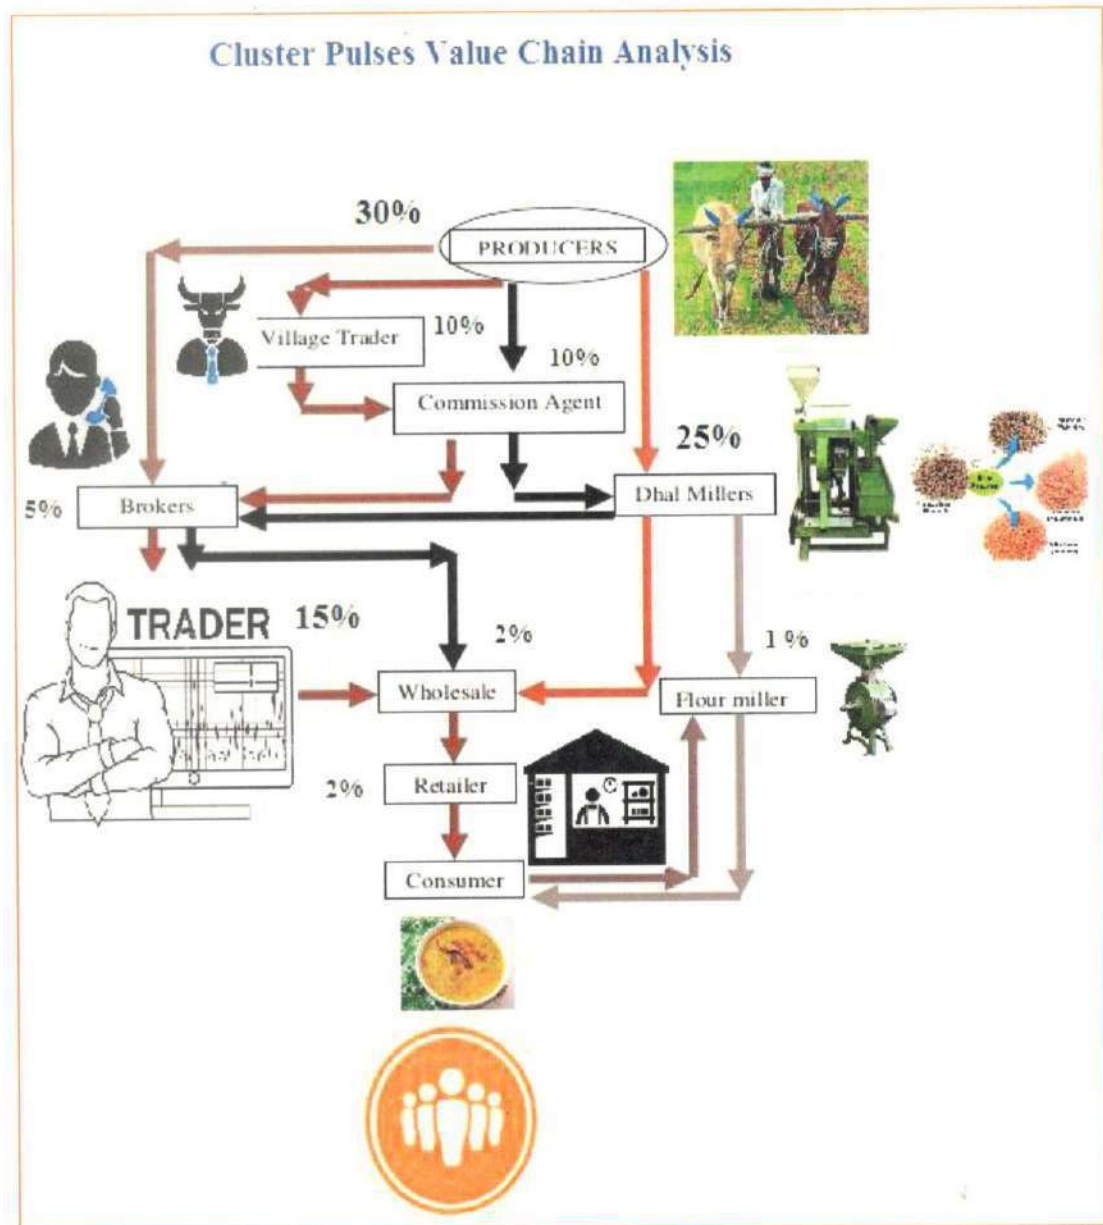 Cluster Pulses Value Chain Analysis
30%
PRODUCERS
Village Trader
10%
10%
Commission Agent
25%
5%
Brokers
Dhal Millers
TRADER
15%
2%
1 %
Wholesale
Flour miller
2%
Retailer
Consumer